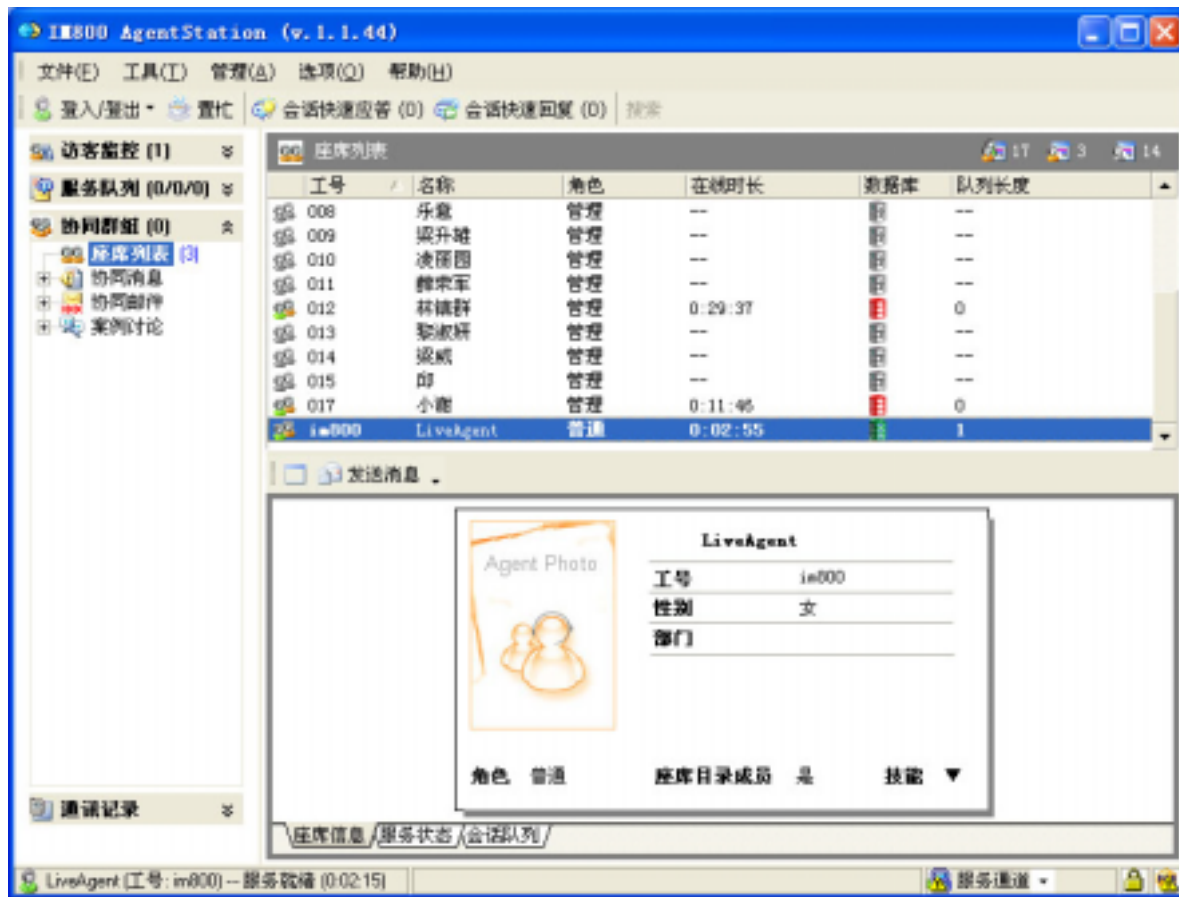 IM800 AgentStation (v.1.1.44)
文件(F) 工具(T) 管理(A) 选项(O) 帮助(H)
登入/登出 置忙 会话快速应答 (0) 会话快速回复 (0) 搜索
访客监控 (1)
服务队列 (0/0/0)
协同群组 (0)
座席列表 (3)
协同消息
协同邮件
案例讨论
通讯记录
座席列表 17 3 14
工号 名称 角色 在线时长 数据库 队列长度
008 乐意 管理 -- --
009 梁升雄 管理 -- --
010 凌丽园 管理 -- --
011 管理 -- --
012 林镇群 管理 0:29:37 0
013 黎淑妍 管理 -- --
014 梁威 管理 -- --
015 邱 管理 -- --
017 小谢 管理 0:11:46 0
im800 LiveAgent 普通 0:02:55 1
发送消息
Agent Photo
LiveAgent
工号 im800
性别 女
部门
角色 普通 座席目录成员 是 技能 ▼
座席信息 服务状态 会话队列
LiveAgent (工号: im800) -- 服务就绪 (0:02:15) 服务通道